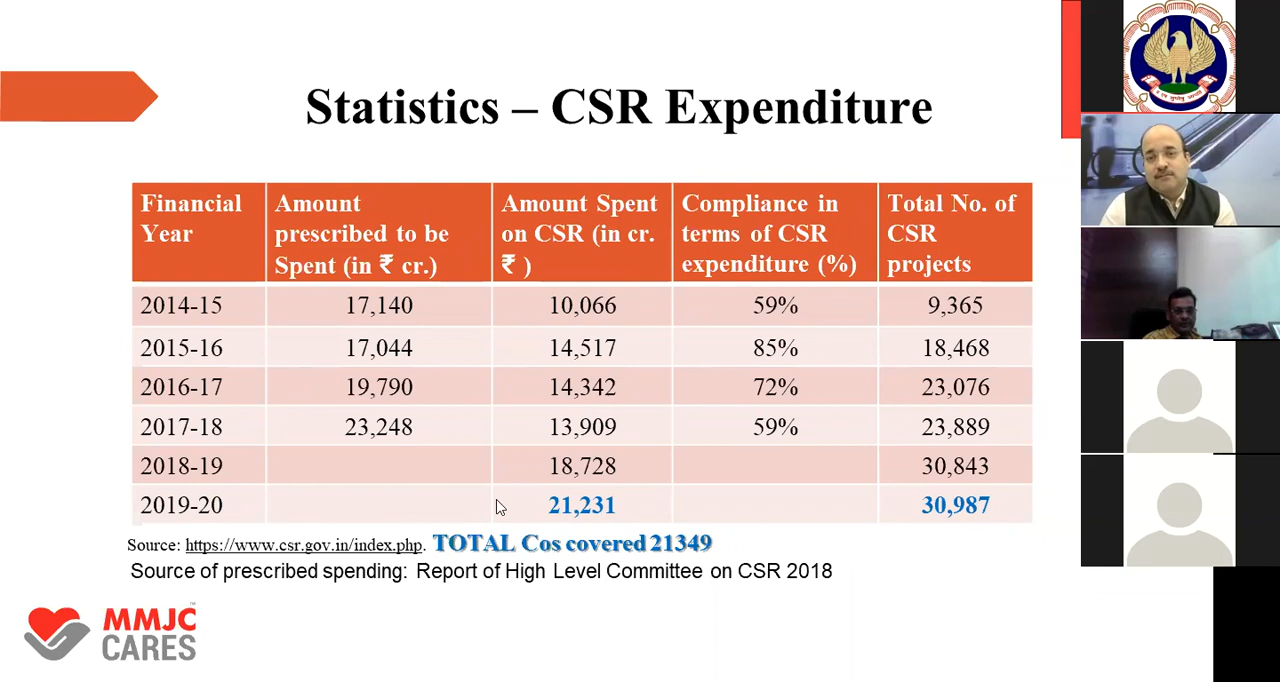 Statistics – CSR Expenditure
Financial Year | Amount prescribed to be Spent (in ₹ cr.) | Amount Spent on CSR (in cr. ₹ ) | Compliance in terms of CSR expenditure (%) | Total No. of CSR projects
2014-15 | 17,140 | 10,066 | 59% | 9,365
2015-16 | 17,044 | 14,517 | 85% | 18,468
2016-17 | 19,790 | 14,342 | 72% | 23,076
2017-18 | 23,248 | 13,909 | 59% | 23,889
2018-19 | | 18,728 | | 30,843
2019-20 | | 21,231 | | 30,987
Source: https://www.csr.gov.in/index.php. TOTAL Cos covered 21349
Source of prescribed spending: Report of High Level Committee on CSR 2018
MMJC™
CARES